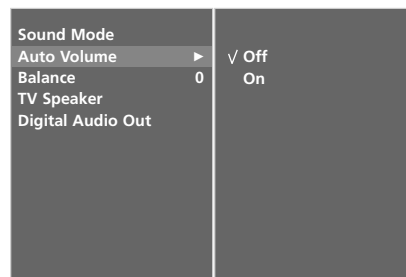 Sound Mode
Auto Volume ►
Balance 0
TV Speaker
Digital Audio Out
√ Off
On